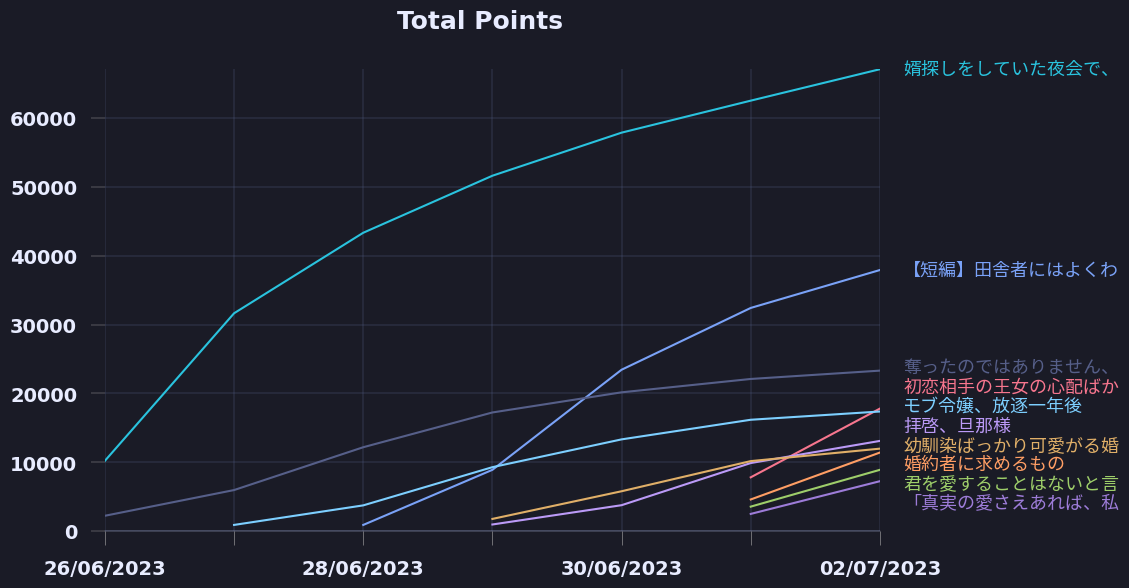 Total Points
60000
50000
40000
30000
20000
10000
0
26/06/2023
28/06/2023
30/06/2023
02/07/2023
婿探しをしていた夜会で、
【短編】田舎者にはよくわ
奪ったのではありません、
初恋相手の王女の心配ばか
モブ令嬢、放逐一年後
拝啓、旦那様
幼馴染ばっかり可愛がる婚
婚約者に求めるもの
君を愛することはないと言
「真実の愛さえあれば、私